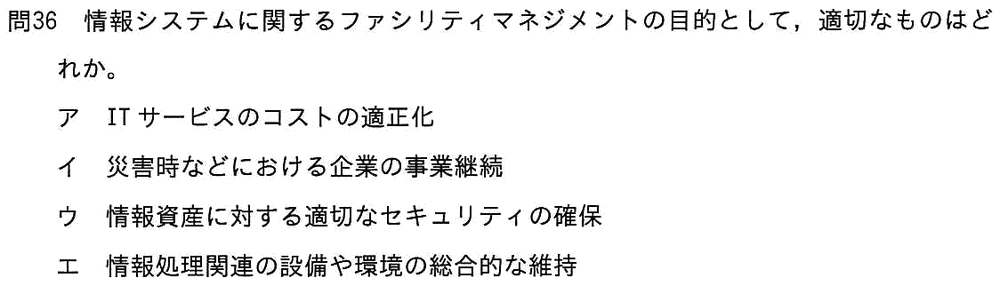 問36　情報システムに関するファシリティマネジメントの目的として，適切なものはど
れか。
ア　IT サービスのコストの適正化
イ　災害時などにおける企業の事業継続
ウ　情報資産に対する適切なセキュリティの確保
エ　情報処理関連の設備や環境の総合的な維持